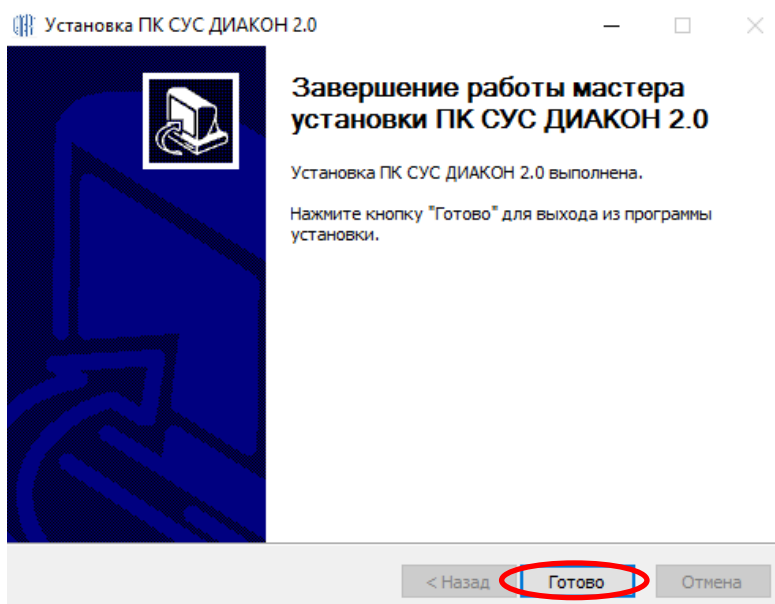 Установка ПК СУС ДИАКОН 2.0
Завершение работы мастера
установки ПК СУС ДИАКОН 2.0
Установка ПК СУС ДИАКОН 2.0 выполнена.
Нажмите кнопку "Готово" для выхода из программы
установки.
< Назад Готово Отмена